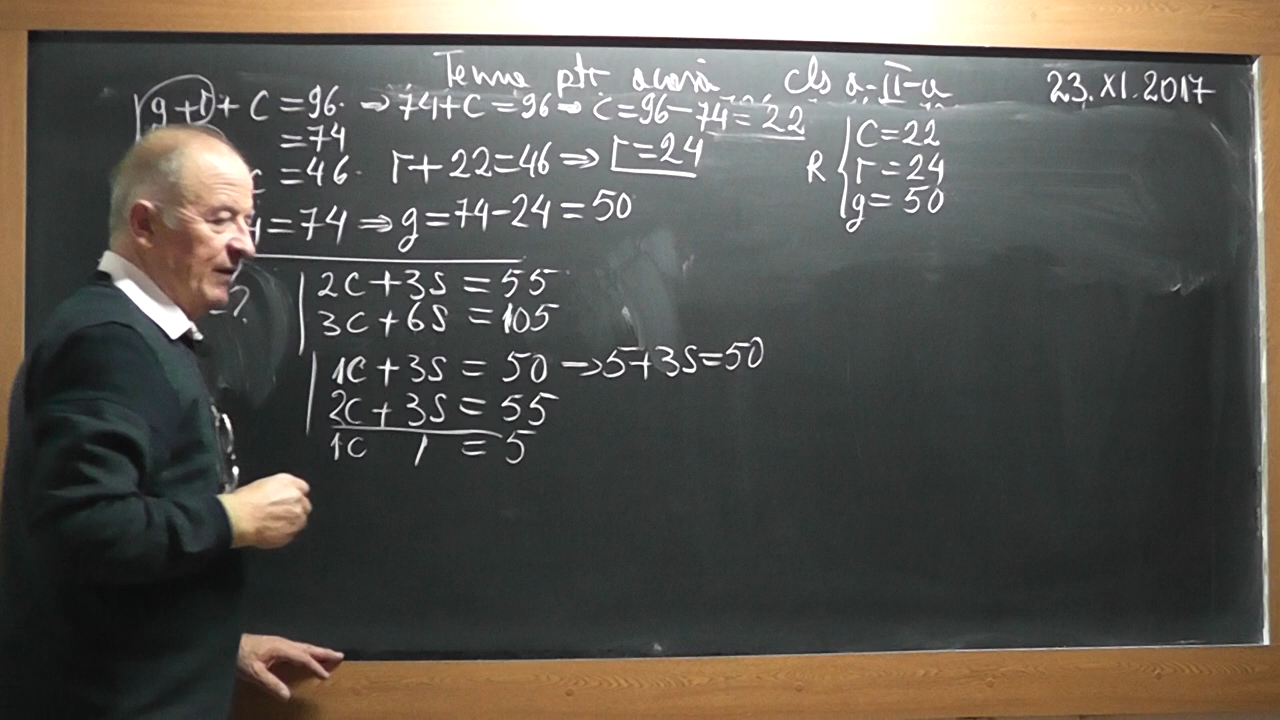 Tema ptr acasă cls a-II-a 23.XI.2017
g+r+c=96 ⇒ 74+c=96 ⇒ c=96-74=22
=74
c=46 r+22=46 ⇒ r=24
=74 ⇒ g=74-24=50
R { c=22
r=24
g=50
-?
2c+3s=55
3c+6s=105
1c+3s=50 → 5+3s=50
2c+3s=55
1c / =5